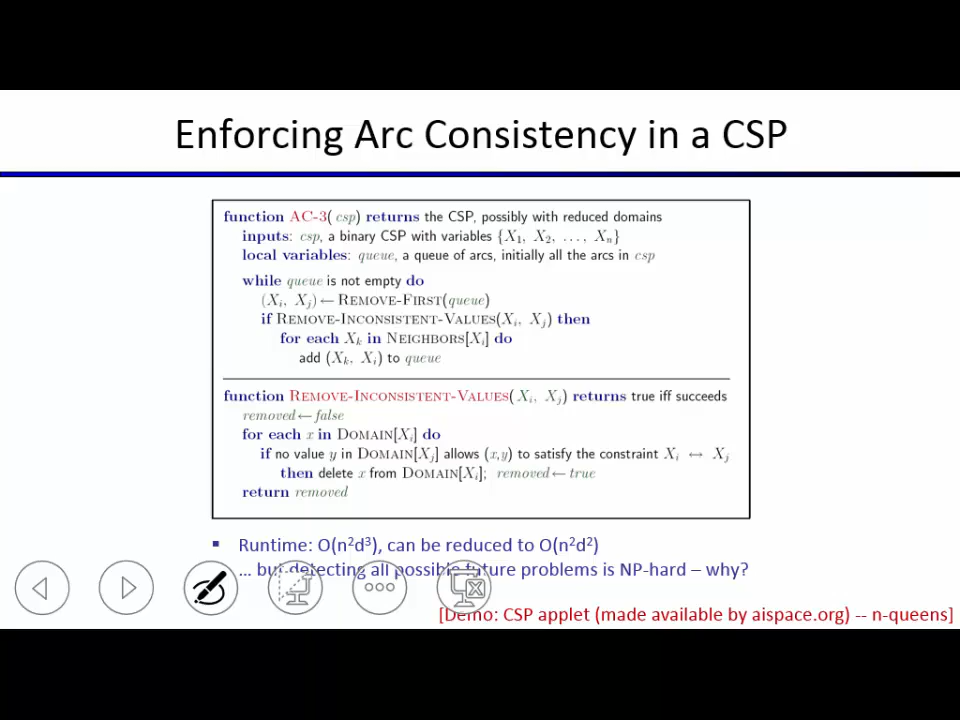 Enforcing Arc Consistency in a CSP
function AC-3( csp) returns the CSP, possibly with reduced domains
inputs: csp, a binary CSP with variables {X1, X2, . . . , Xn}
local variables: queue, a queue of arcs, initially all the arcs in csp
while queue is not empty do
(Xi, Xj) ← REMOVE-FIRST(queue)
if REMOVE-INCONSISTENT-VALUES(Xi, Xj) then
for each Xk in NEIGHBORS[Xi] do
add (Xk, Xi) to queue
function REMOVE-INCONSISTENT-VALUES( Xi, Xj) returns true iff succeeds
removed ← false
for each x in DOMAIN[Xi] do
if no value y in DOMAIN[Xj] allows (x,y) to satisfy the constraint Xi ↔ Xj
then delete x from DOMAIN[Xi]; removed ← true
return removed
▪ Runtime: O(n²d³), can be reduced to O(n²d²)
... but detecting all possible future problems is NP-hard – why?
[Demo: CSP applet (made available by aispace.org) -- n-queens]